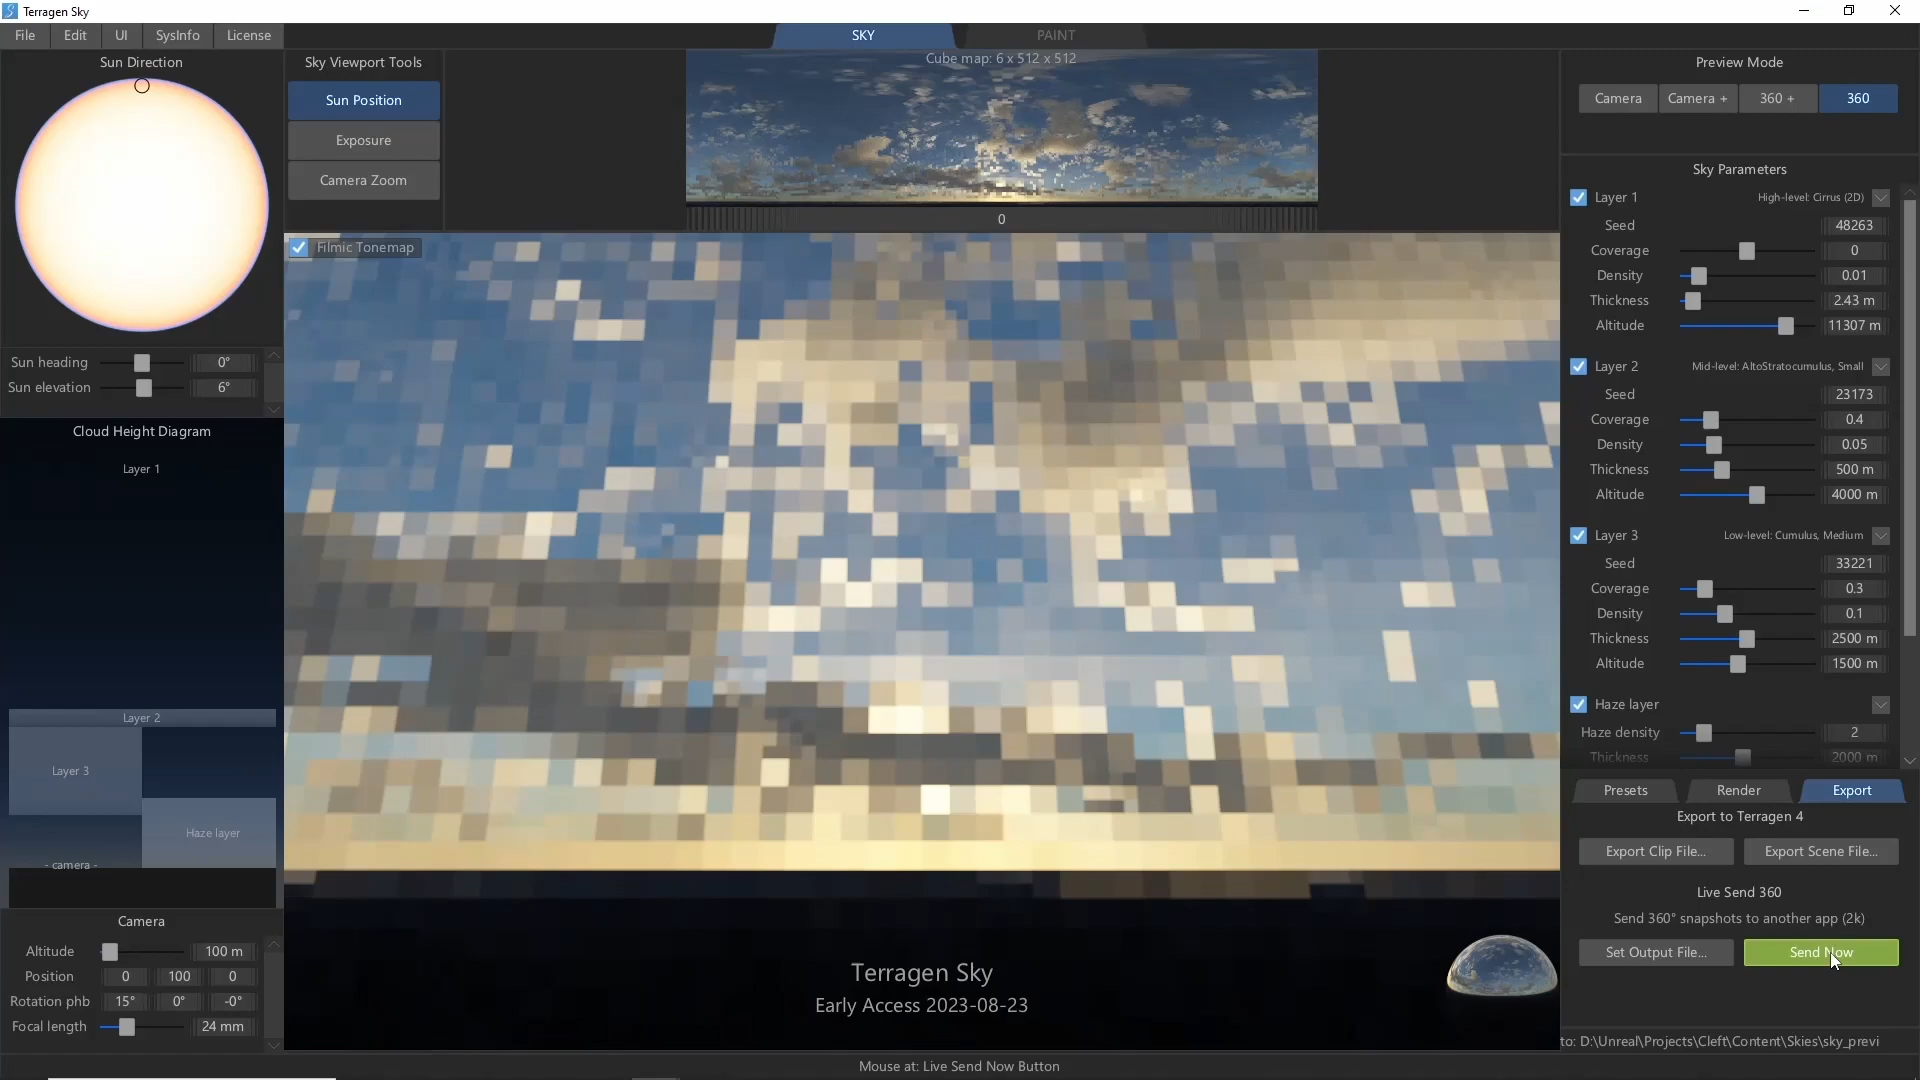 Terragen Sky
File Edit UI SysInfo License
SKY PAINT
Sun Direction
Sun heading 0°
Sun elevation 6°
Cloud Height Diagram
Layer 1
Layer 2
Layer 3
Haze layer
- camera -
Camera
Altitude 100 m
Position 0 100 0
Rotation phb 15° 0° -0°
Focal length 24 mm
Sky Viewport Tools
Sun Position
Exposure
Camera Zoom
Cube map: 6 x 512 x 512
0
Filmic Tonemap
Terragen Sky
Early Access 2023-08-23
Preview Mode
Camera Camera + 360 + 360
Sky Parameters
Layer 1 High-level: Cirrus (2D)
Seed 48263
Coverage 0
Density 0.01
Thickness 2.43 m
Altitude 11307 m
Layer 2 Mid-level: AltoStratocumulus, Small
Seed 23173
Coverage 0.4
Density 0.05
Thickness 500 m
Altitude 4000 m
Layer 3 Low-level: Cumulus, Medium
Seed 33221
Coverage 0.3
Density 0.1
Thickness 2500 m
Altitude 1500 m
Haze layer
Haze density 2
Thickness 2000 m
Presets Render Export
Export to Terragen 4
Export Clip File... Export Scene File...
Live Send 360
Send 360° snapshots to another app (2k)
Set Output File... Send Now
to: D:\Unreal\Projects\Cleft\Content\Skies\sky_previ
Mouse at: Live Send Now Button